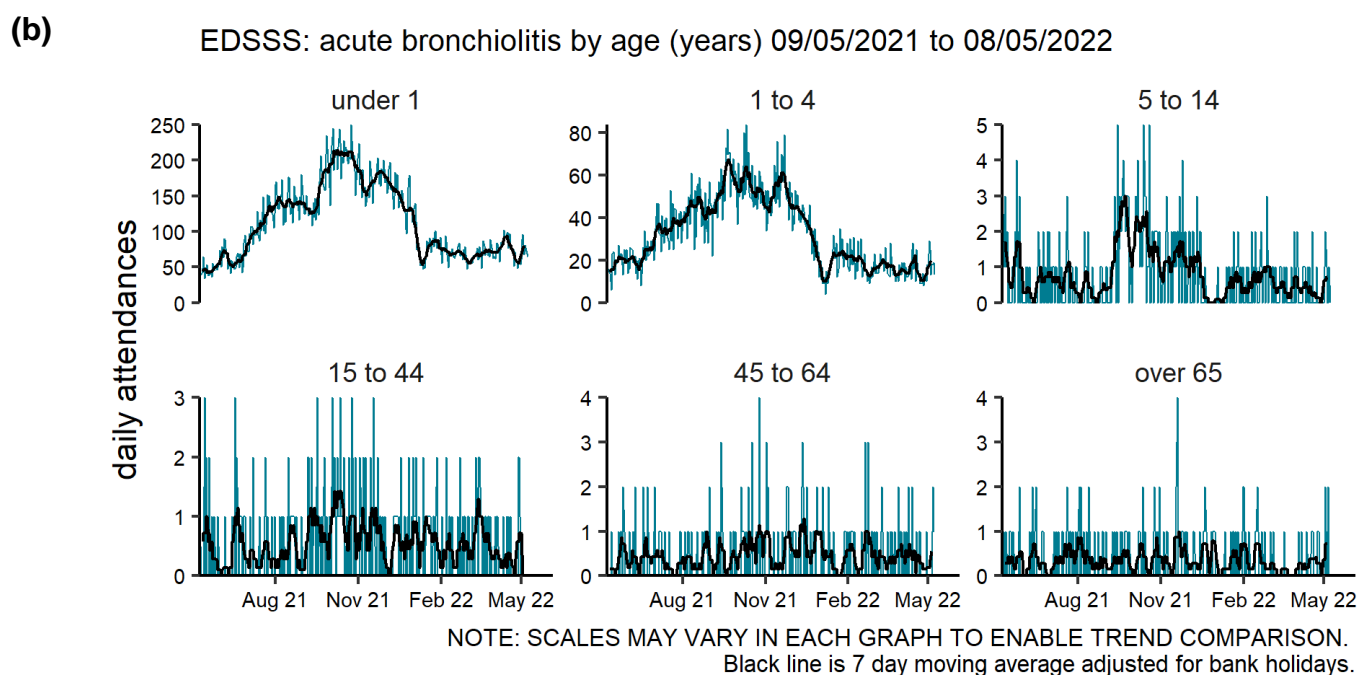 (b)
EDSSS: acute bronchiolitis by age (years) 09/05/2021 to 08/05/2022
daily attendances
under 1
250
200
150
100
50
0
1 to 4
80
60
40
20
0
5 to 14
5
4
3
2
1
0
15 to 44
3
2
1
0
Aug 21 Nov 21 Feb 22 May 22
45 to 64
4
3
2
1
0
Aug 21 Nov 21 Feb 22 May 22
over 65
4
3
2
1
0
Aug 21 Nov 21 Feb 22 May 22
NOTE: SCALES MAY VARY IN EACH GRAPH TO ENABLE TREND COMPARISON.
Black line is 7 day moving average adjusted for bank holidays.